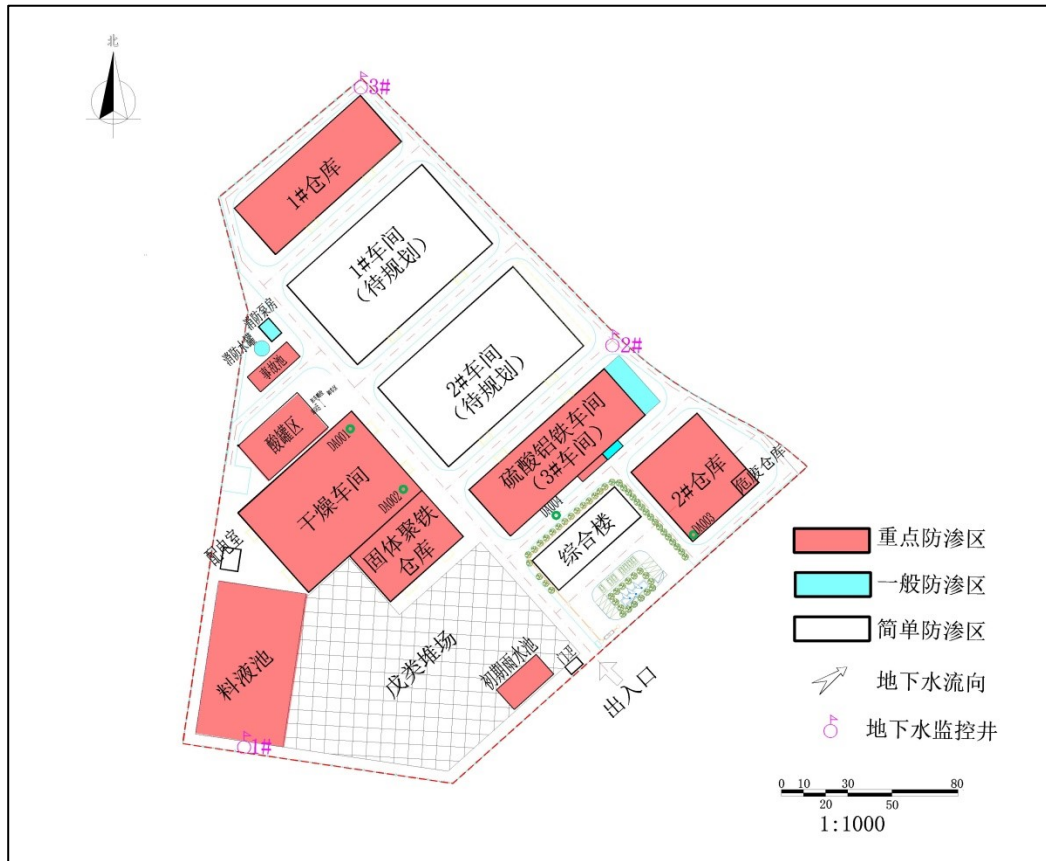 北
3#
1#仓库
1#车间
（待规划）
消防泵房
消防水罐
事故池
2#
2#车间
（待规划）
酸罐区
DA001
硫酸铝铁车间
（3#车间）
干燥车间
DA002
2#仓库
危废仓库
DA003
DA004
固体聚铁
仓库
综合楼
配电室
料液池
戊类堆场
初期雨水池
门卫
出入口
1#
重点防渗区
一般防渗区
简单防渗区
地下水流向
地下水监控井
0 10 30 80
20 50
1:1000